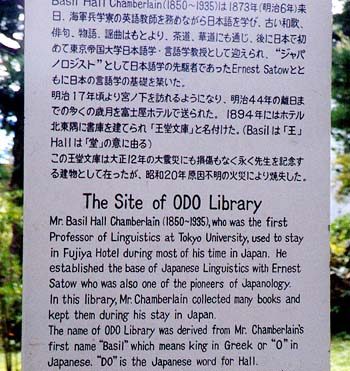 Basil Hall Chamberlain (1850~1935)は1873年(明治6年)来
日、海軍兵学寮の英語教師を務めながら日本語を学び、古い和歌、
俳句、物語、謡曲はもとより、茶道、華道にも通じ、後に日本で初
めて東京帝国大学日本語学・言語学教授として迎えられ、“ジャパ
ノロジスト”として日本語学の先駆者であったErnest Satowとと
もに日本の言語学の基礎を築いた。
明治17年頃より宮ノ下を訪れるようになり、明治44年の離日ま
での多くの歳月を富士屋ホテルで送られた。1894年にはホテル
北東隅に書庫を建てられ「王堂文庫」と名付けた。(Basilは「王」
Hallは「堂」の意に由る)
この王堂文庫は大正12年の大震災にも損傷もなく永く先生を記念す
る建物として在ったが、昭和20年原因不明の火災により焼失した。
The Site of ODO Library
Mr. Basil Hall Chamberlain (1850-1935), who was the first
Professor of Linguistics at Tokyo University, used to stay
in Fujiya Hotel during most of his time in Japan. He
established the base of Japanese Linguistics with Ernest
Satow who was also one of the pioneers of Japanology.
In this library, Mr. Chamberlain collected many books and
kept them during his stay in Japan.
The name of ODO Library was derived from Mr. Chamberlain's
first name “Basil” which means king in Greek or “O” in
Japanese. “DO” is the Japanese word for Hall.